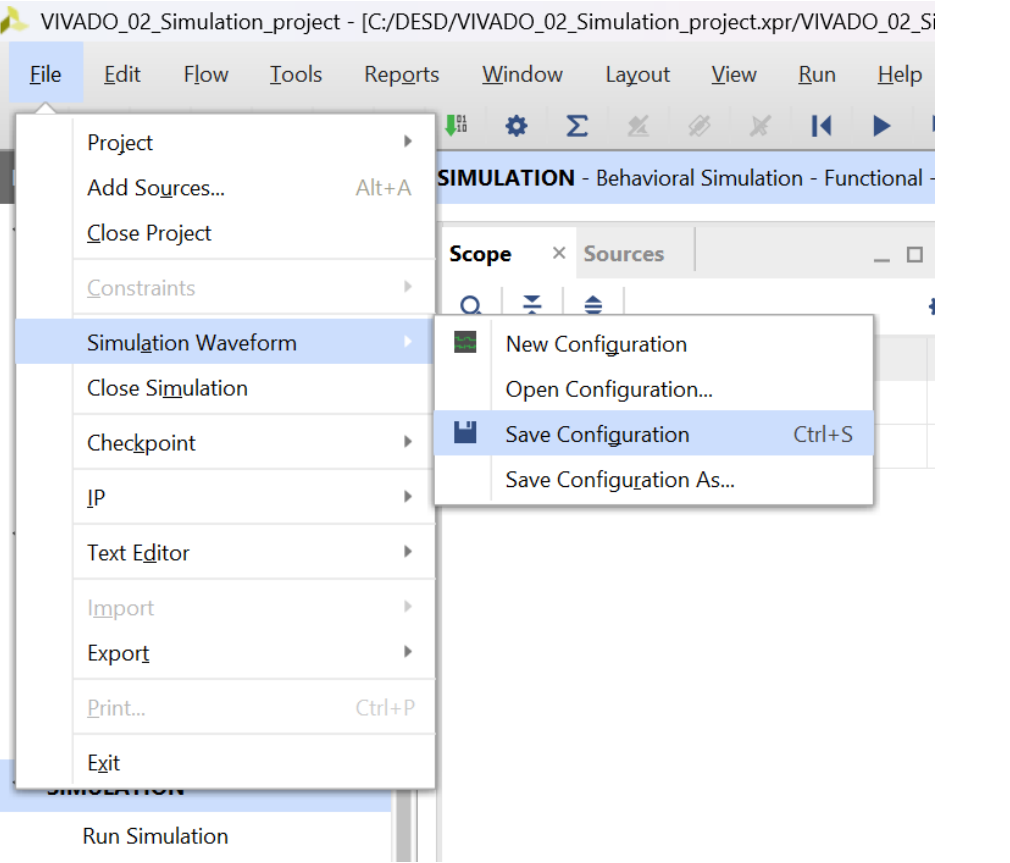 VIVADO_02_Simulation_project - [C:/DESD/VIVADO_02_Simulation_project.xpr/VIVADO_02_Si
File Edit Flow Tools Reports Window Layout View Run Help
Project
Add Sources... Alt+A
Close Project
Constraints
Simulation Waveform
Close Simulation
Checkpoint
IP
Text Editor
Import
Export
Print... Ctrl+P
Exit
SIMULATION - Behavioral Simulation - Functional -
Scope × Sources
New Configuration
Open Configuration...
Save Configuration Ctrl+S
Save Configuration As...
SIMULATION
Run Simulation